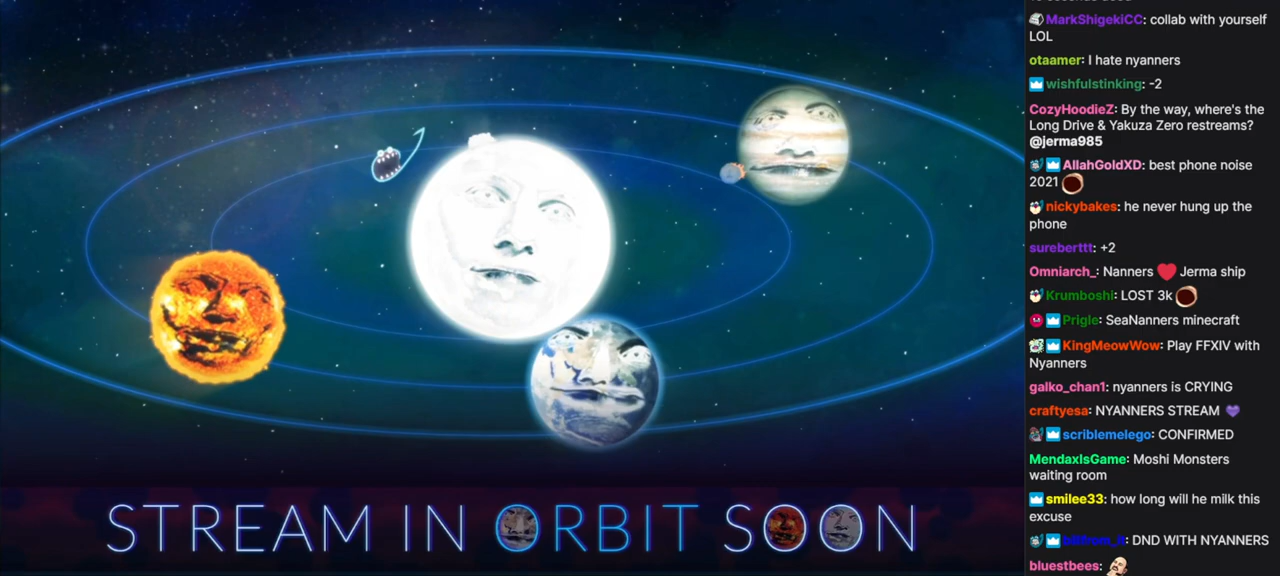 MarkShigekiCC: collab with yourself
LOL
otaamer: I hate nyanners
wishfulstinking: -2
CozyHoodieZ: By the way, where's the
Long Drive & Yakuza Zero restreams?
@jerma985
AllahGoldXD: best phone noise
2021
nickybakes: he never hung up the
phone
sureberttt: +2
Omniarch_: Nanners ❤️ Jerma ship
Krumboshi: LOST 3k
Prigle: SeaNanners minecraft
KingMeowWow: Play FFXIV with
Nyanners
galko_chan1: nyanners is CRYING
craftyesa: NYANNERS STREAM 💜
scriblemelego: CONFIRMED
MendaxIsGame: Moshi Monsters
waiting room
smilee33: how long will he milk this
excuse
DND WITH NYANNERS
bluestbees:
STREAM IN ORBIT SOON